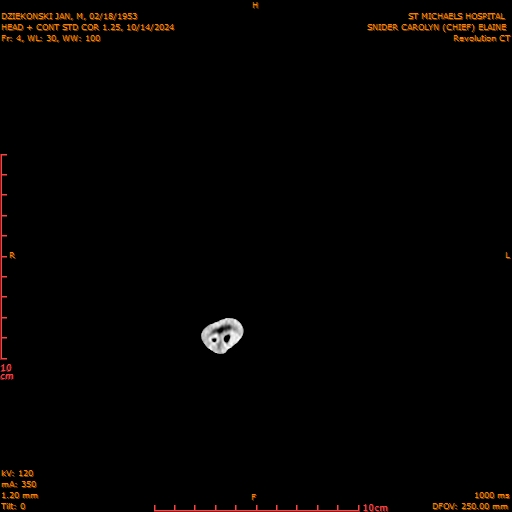 H
DZIEKONSKI JAN, M, 02/18/1953
HEAD + CONT STD COR 1.25, 10/14/2024
Fr: 4, WL: 30, WW: 100
ST MICHAELS HOSPITAL
SNIDER CAROLYN (CHIEF) ELAINE
Revolution CT
R
L
10
cm
kV: 120
mA: 350
1.20 mm
Tilt: 0
F
10cm
1000 ms
DFOV: 250.00 mm